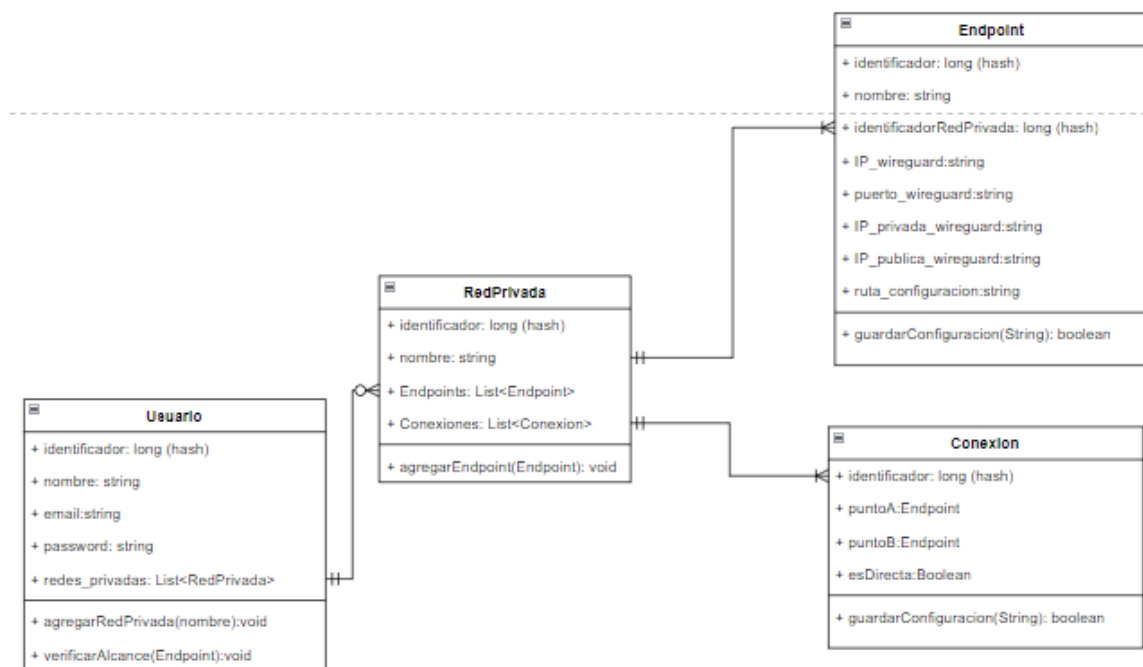 Endpoint
+ identificador: long (hash)
+ nombre: string
+ identificadorRedPrivada: long (hash)
+ IP_wireguard:string
+ puerto_wireguard:string
+ IP_privada_wireguard:string
+ IP_publica_wireguard:string
+ ruta_configuracion:string
+ guardarConfiguracion(String): boolean
RedPrivada
+ identificador: long (hash)
+ nombre: string
+ Endpoints: List<Endpoint>
+ Conexiones: List<Conexion>
+ agregarEndpoint(Endpoint): void
Usuario
+ identificador: long (hash)
+ nombre: string
+ email:string
+ password: string
+ redes_privadas: List<RedPrivada>
+ agregarRedPrivada(nombre):void
+ verificarAlcance(Endpoint):void
Conexion
+ identificador: long (hash)
+ puntoA:Endpoint
+ puntoB:Endpoint
+ esDirecta:Boolean
+ guardarConfiguracion(String): boolean